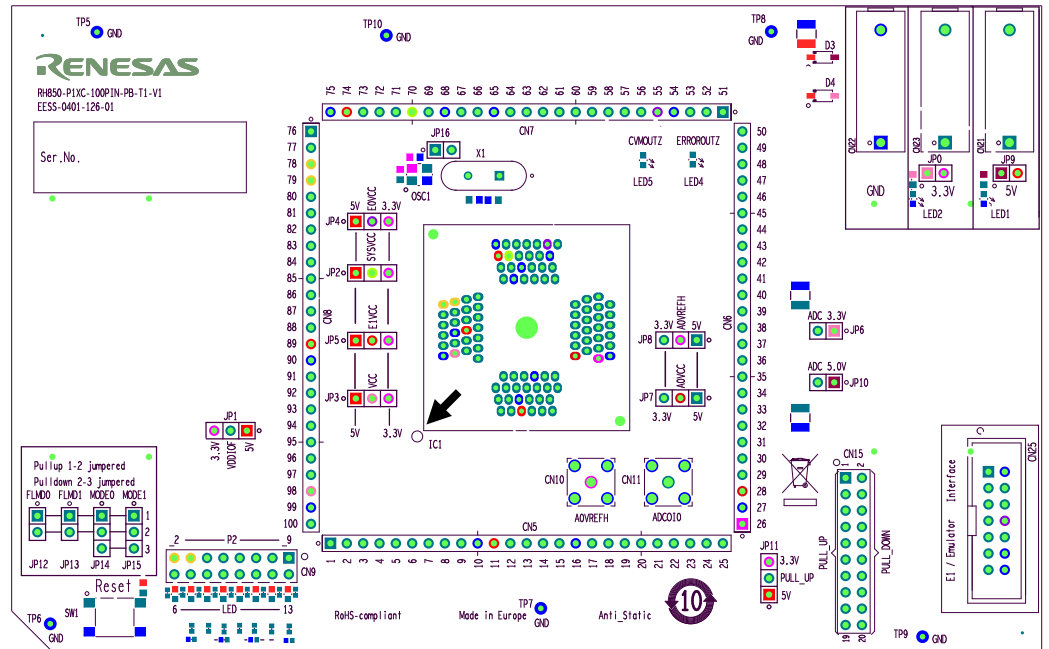 TP5
GND
TP10
GND
TP8
GND
D3
D4
RENESAS
RH850-P1XC-100PIN-PB-T1-V1
EESS-0401-126-01
Ser.No.
75 74 73 72 71 70 69 68 67 66 65 64 63 62 61 60 59 58 57 56 55 54 53 52 51
CN7
JP16
X1
OSC1
CVMOUTZ
ERROROUTZ
LED5
LED4
CN22
CN23
CN21
GND
JP0
3.3V
LED2
JP9
5V
LED1
76 77 78 79 80 81 82 83 84 85 86 87 88 89 90 91 92 93 94 95 96 97 98 99 100
CN8
50 49 48 47 46 45 44 43 42 41 40 39 38 37 36 35 34 33 32 31 30 29 28 27 26
CN6
5V E0VCC 3.3V
JP4
SYSVCC
JP2
E1VCC
JP5
VCC
JP3
5V 3.3V
IC1
3.3V A0VREFH 5V
JP8
A0VCC
JP7
3.3V 5V
ADC 3.3V
JP6
ADC 5.0V
JP10
JP1
3.3V VDDIOF 5V
Pullup 1-2 jumpered
Pulldown 2-3 jumpered
FLMD0 FLMD1 MODE0 MODE1
1
2
3
JP12 JP13 JP14 JP15
CN10
A0VREFH
CN11
ADC0I0
CN15
1 2
PULL_UP
PULL_DOWN
19 20
CN25
E1 / Emulator Interface
CN5
1 2 3 4 5 6 7 8 9 10 11 12 13 14 15 16 17 18 19 20 21 22 23 24 25
_2 P2 _9
CN9
6 LED 13
Reset
SW1
TP6
GND
JP11
3.3V
PULL_UP
5V
RoHS-compliant
Made in Europe
TP7
GND
Anti_Static
10
TP9
GND